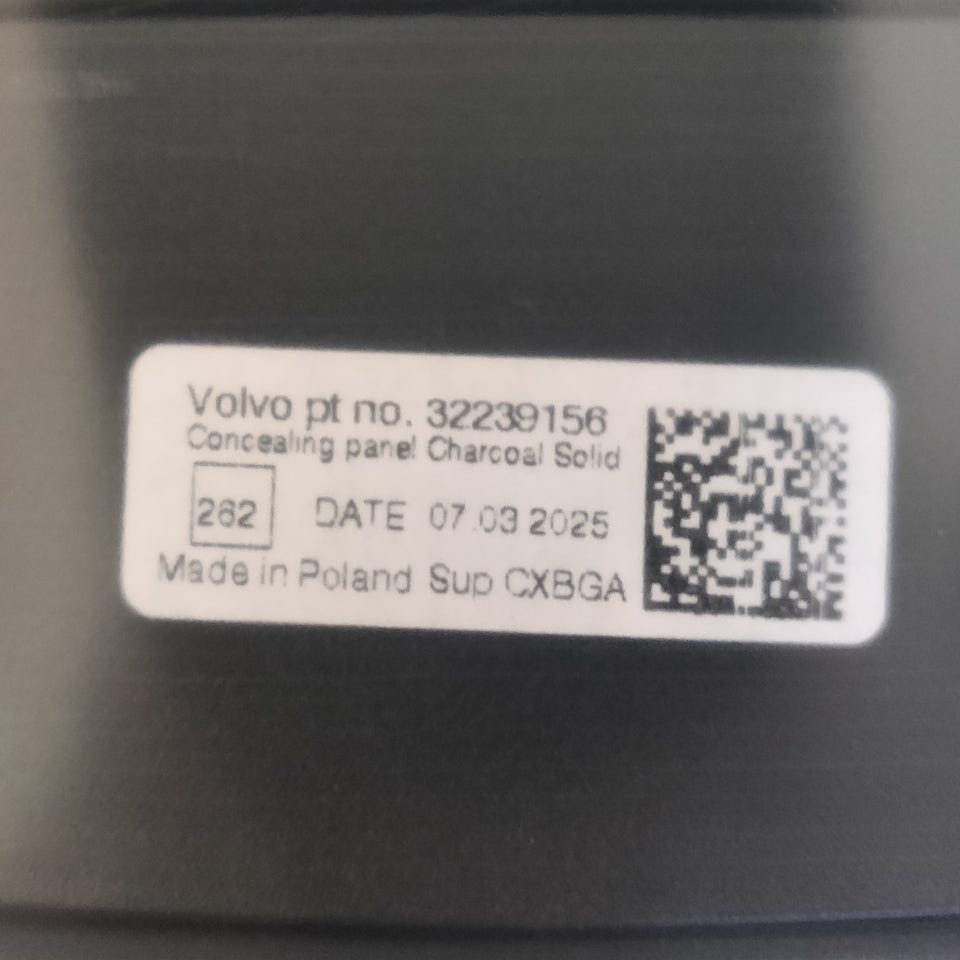 Volvo pt no. 32239156
Concealing panel Charcoal Solid
262 DATE 07.03 2025
Made in Poland Sup CXBGA